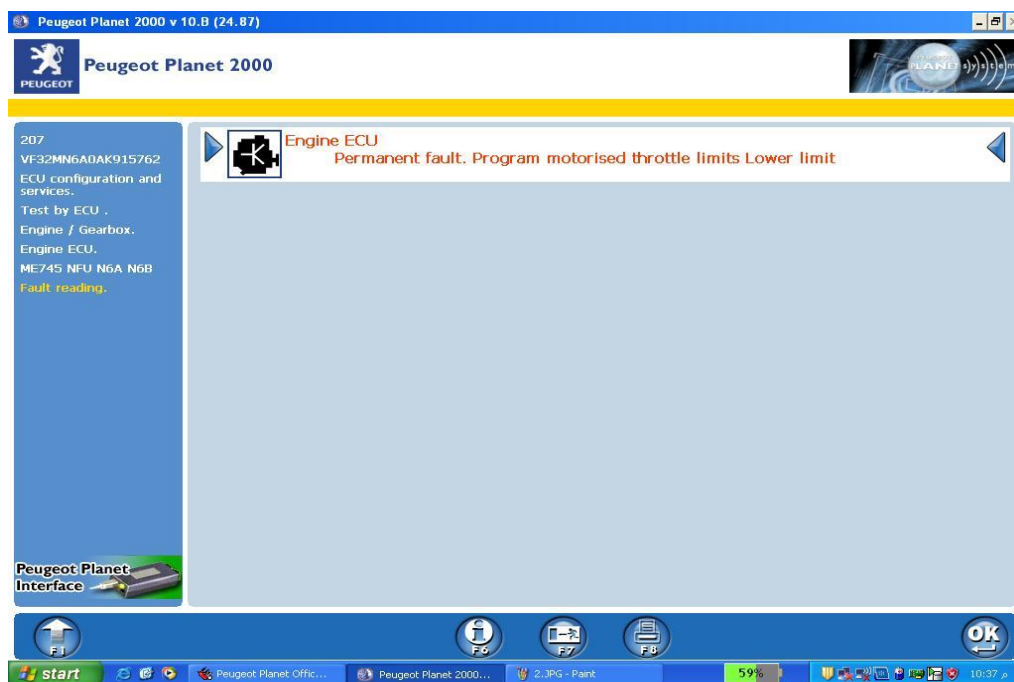 Peugeot Planet 2000 v 10.B (24.87)
PEUGEOT
Peugeot Planet 2000
PLANET s)y)s)t)e)m
207
VF32MN6A0AK915762
ECU configuration and
services.
Test by ECU .
Engine / Gearbox.
Engine ECU.
ME745 NFU N6A N6B
Fault reading.
Engine ECU
Permanent fault. Program motorised throttle limits Lower limit
Peugeot Planet
Interface
F1
F6
F7
F8
OK
start
Peugeot Planet Offic...
Peugeot Planet 2000...
2.JPG - Paint
59%
10:37 م